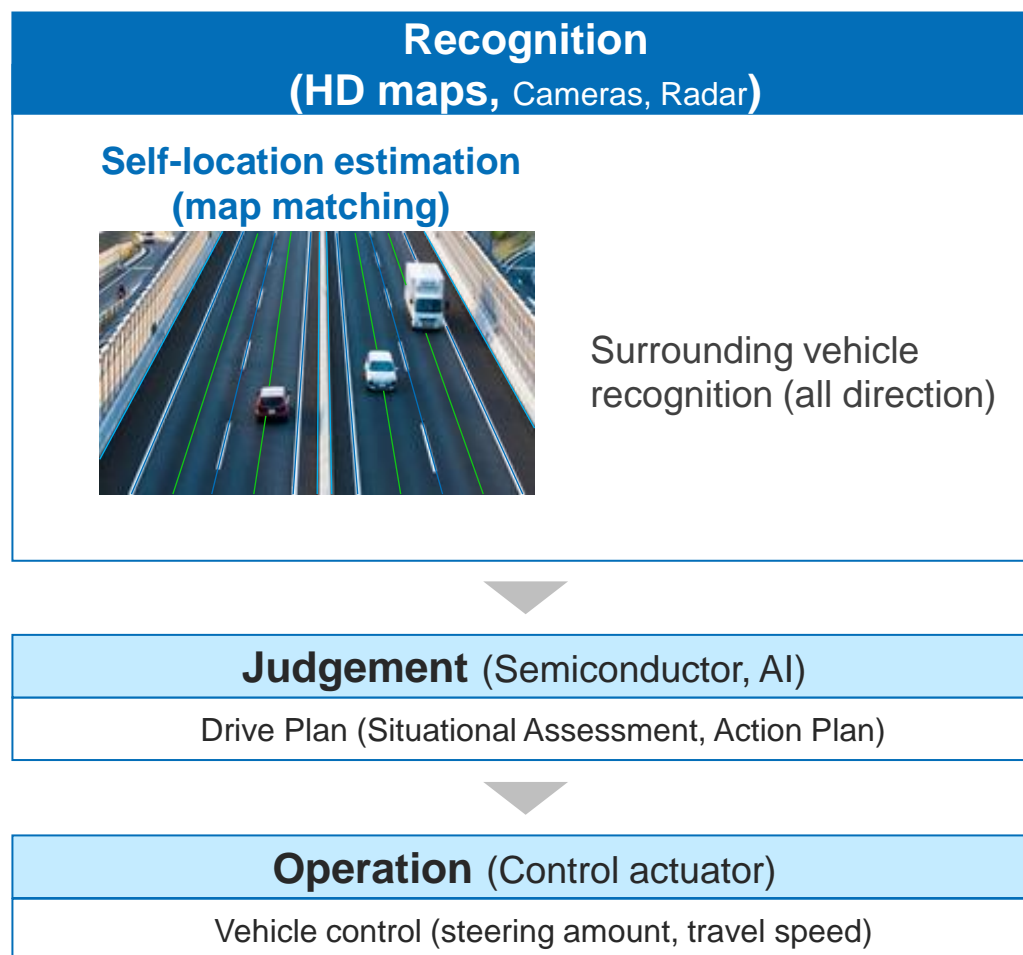 Recognition
(HD maps, Cameras, Radar)
Self-location estimation
(map matching)
Surrounding vehicle
recognition (all direction)
Judgement (Semiconductor, AI)
Drive Plan (Situational Assessment, Action Plan)
Operation (Control actuator)
Vehicle control (steering amount, travel speed)